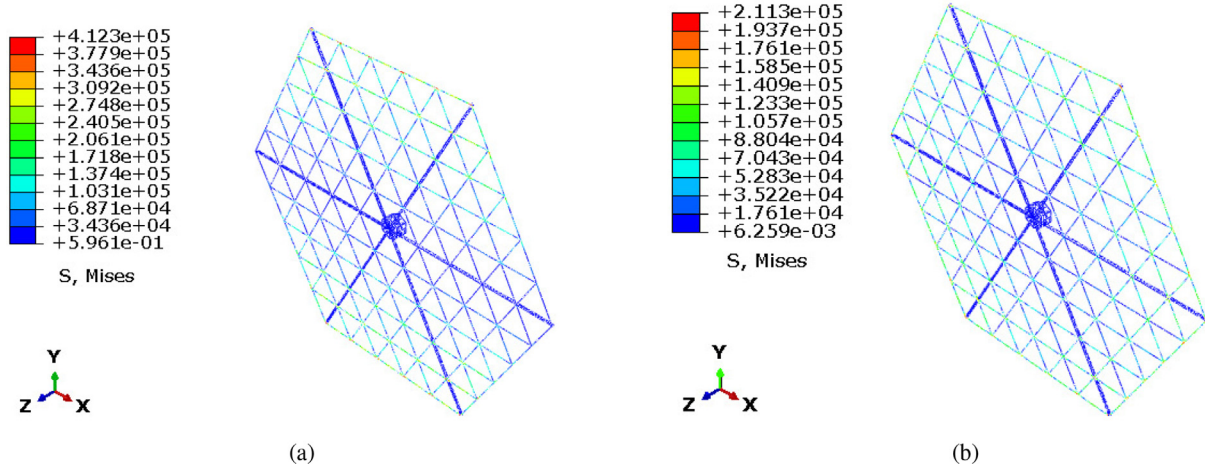 +4.123e+05
+3.779e+05
+3.436e+05
+3.092e+05
+2.748e+05
+2.405e+05
+2.061e+05
+1.718e+05
+1.374e+05
+1.031e+05
+6.871e+04
+3.436e+04
+5.961e-01
S, Mises
Y
Z
X
(a)
+2.113e+05
+1.937e+05
+1.761e+05
+1.585e+05
+1.409e+05
+1.233e+05
+1.057e+05
+8.804e+04
+7.043e+04
+5.283e+04
+3.522e+04
+1.761e+04
+6.259e-03
S, Mises
Y
Z
X
(b)